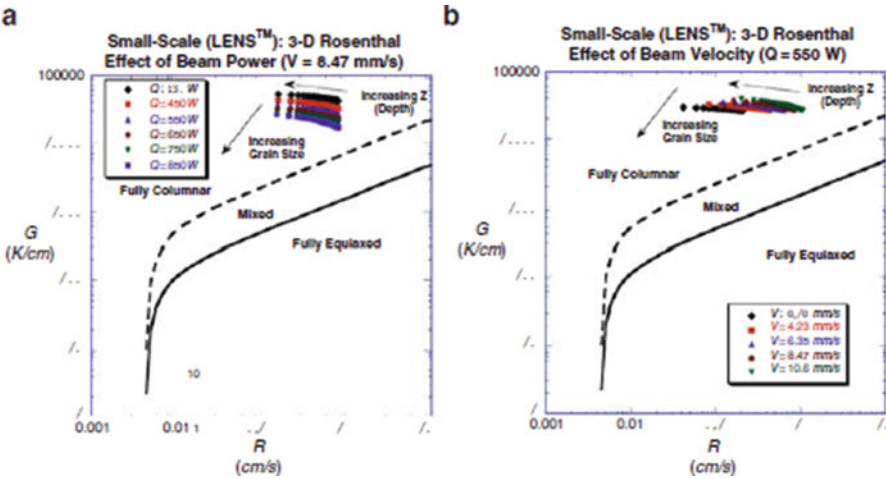 a
Small-Scale (LENS™): 3-D Rosenthal
Effect of Beam Power (V = 8.47 mm/s)
100000
Q=450W
Q=550W
Q=650W
Q=750W
Q=850W
Increasing Z
(Depth)
Increasing
Grain Size
Fully Columnar
Mixed
Fully Equiaxed
G
(K/cm)
10
0.001
0.01
R
(cm/s)
b
Small-Scale (LENS™): 3-D Rosenthal
Effect of Beam Velocity (Q=550 W)
100000
Increasing Z
(Depth)
Increasing
Grain Size
Fully Columnar
Mixed
Fully Equiaxed
G
(K/cm)
V=4.23 mm/s
V=6.35 mm/s
V=8.47 mm/s
V=10.6 mm/s
0.001
0.01
R
(cm/s)